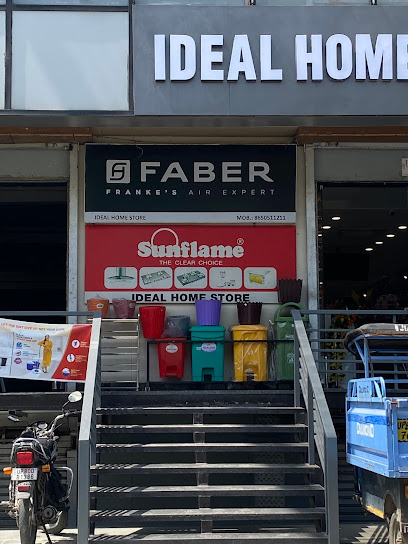 IDEAL HOME
FABER
FRANKE'S AIR EXPERT
IDEAL HOME STORE MOB.: 8650511211
Sunflame®
THE CLEAR CHOICE
IDEAL HOME STORE